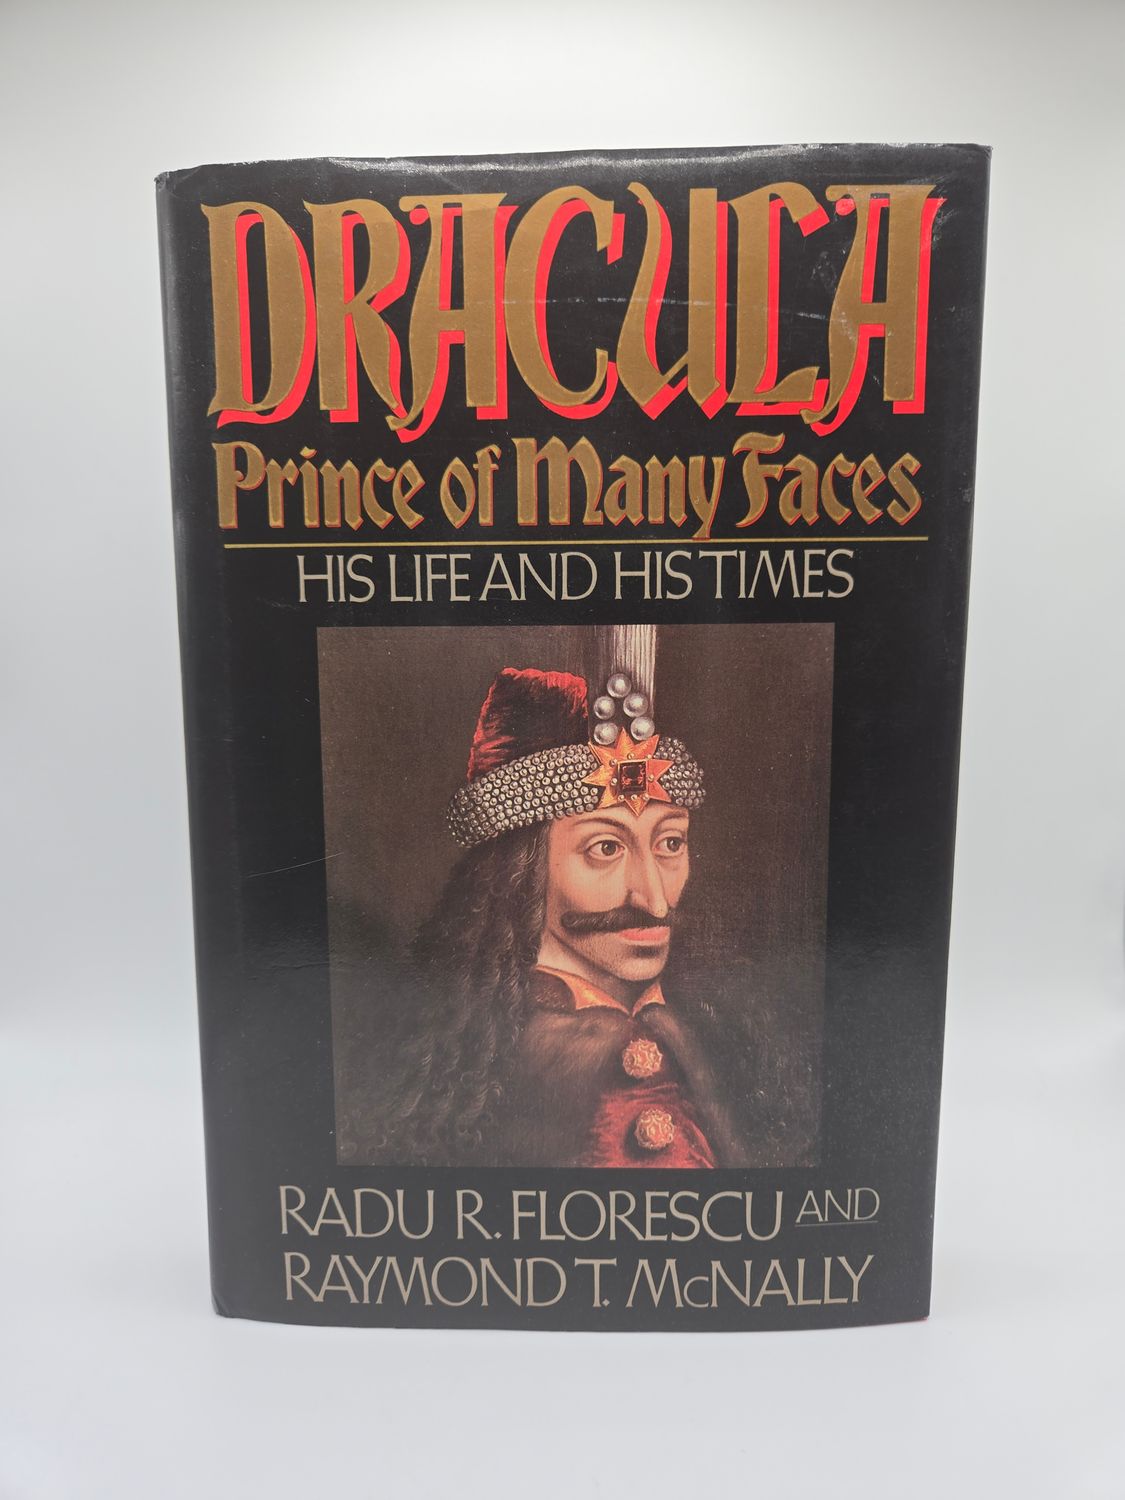 DRACULA
Prince of Many Faces
HIS LIFE AND HIS TIMES
RADU R. FLORESCU AND
RAYMOND T. McNALLY